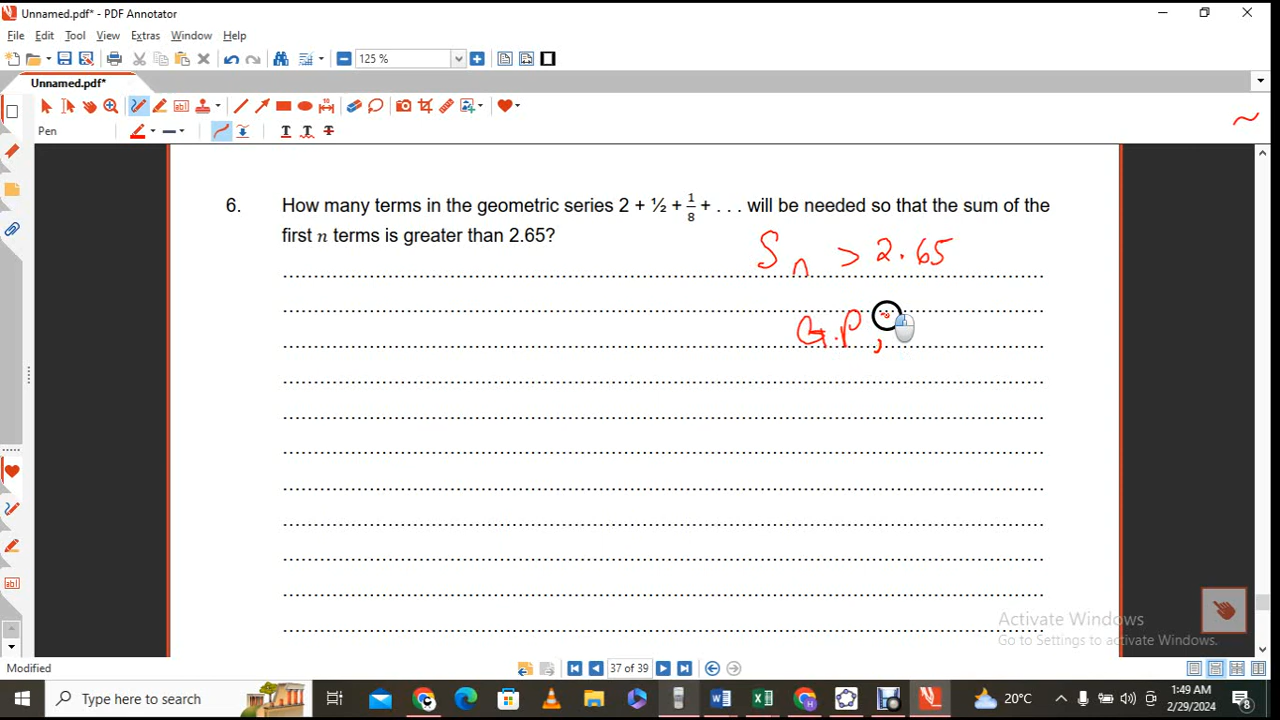 Unnamed.pdf* - PDF Annotator
File Edit Tool View Extras Window Help
125 %
Unnamed.pdf*
Pen
6. How many terms in the geometric series 2 + ½ + 1/8 + . . . will be needed so that the sum of the
first n terms is greater than 2.65?
Sn > 2.65
G.P,
Activate Windows
Go to Settings to activate Windows.
Modified
37 of 39
Type here to search
20°C
1:49 AM
2/29/2024
8